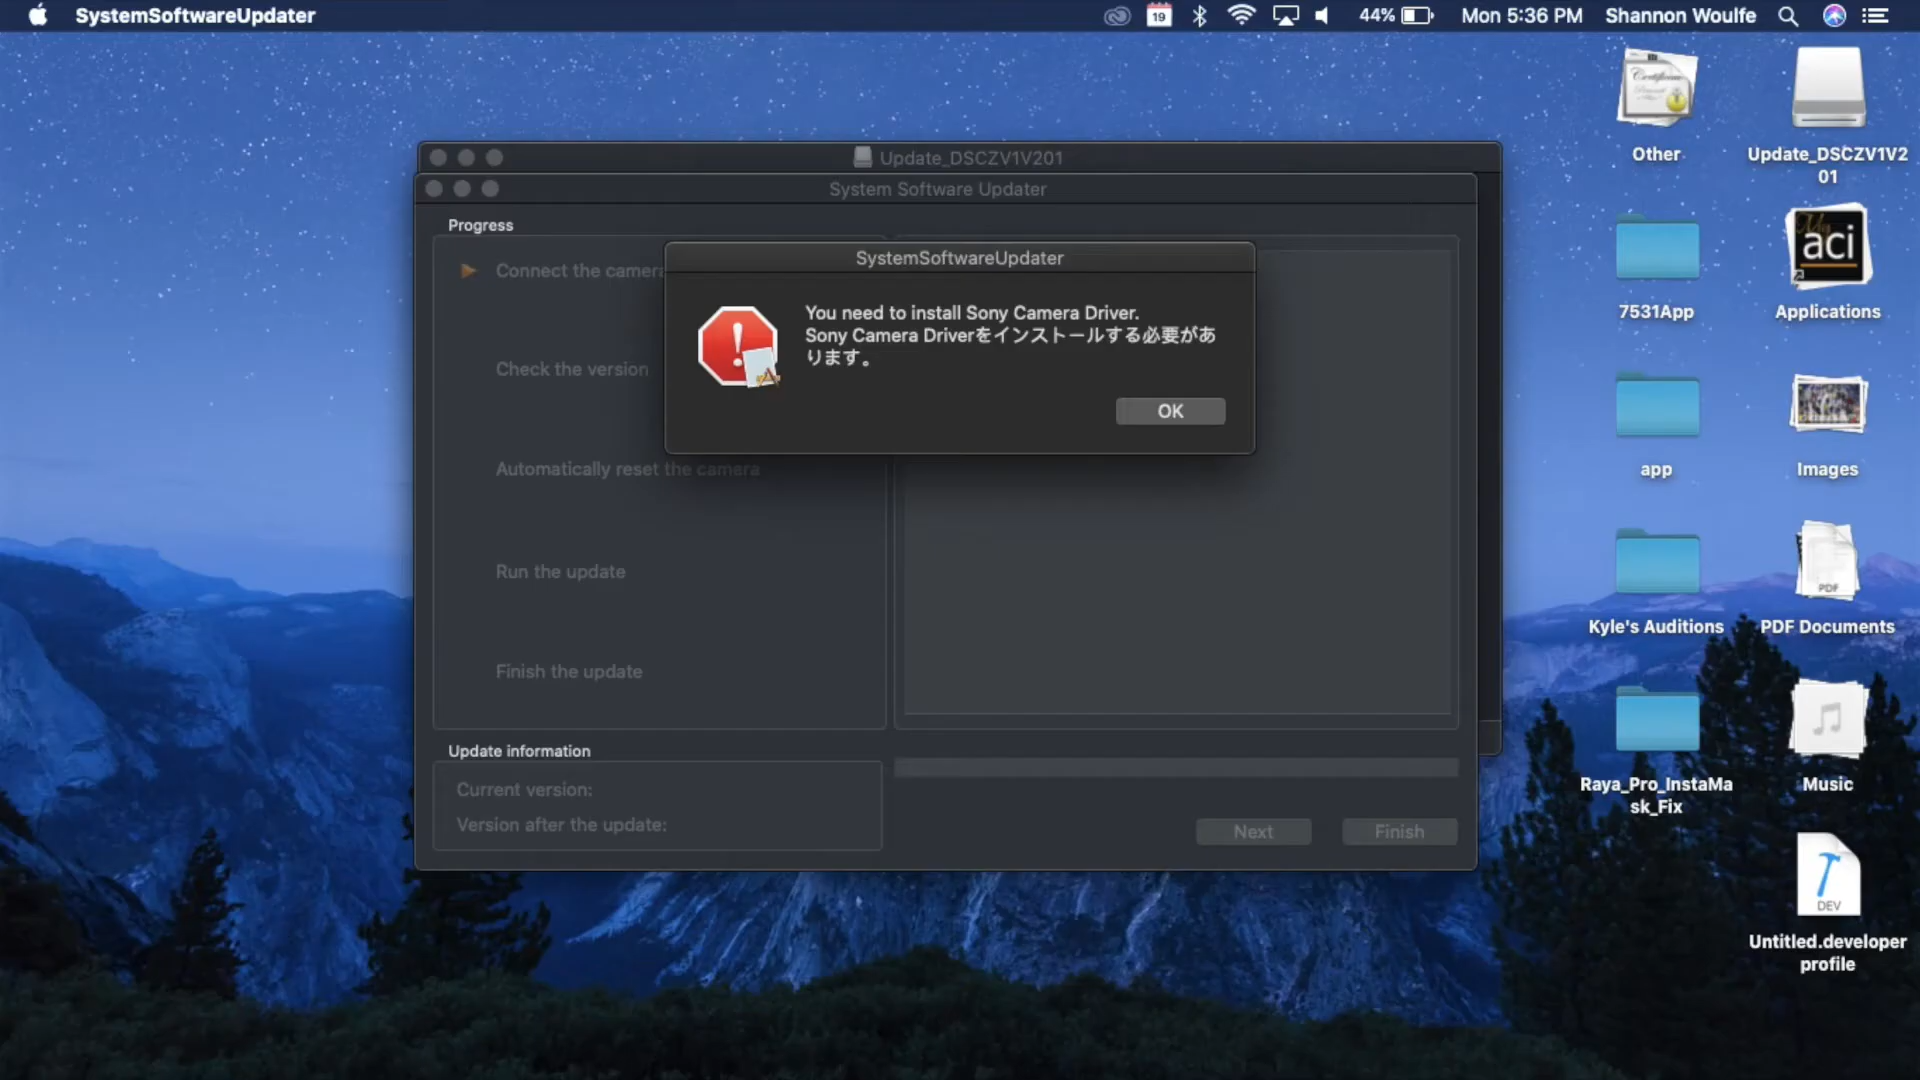 SystemSoftwareUpdater
19
44%
Mon 5:36 PM
Shannon Woulfe
Update_DSCZV1V201
System Software Updater
Progress
Connect the camera
Check the version
Automatically reset the camera
Run the update
Finish the update
SystemSoftwareUpdater
You need to install Sony Camera Driver.
Sony Camera Driverをインストールする必要があ
ります。
OK
Update information
Current version:
Version after the update:
Next
Finish
Other
Update_DSCZV1V2
01
7531App
aci
Applications
app
Images
Kyle's Auditions
PDF
PDF Documents
Raya_Pro_InstaMa
sk_Fix
Music
DEV
Untitled.developer
profile